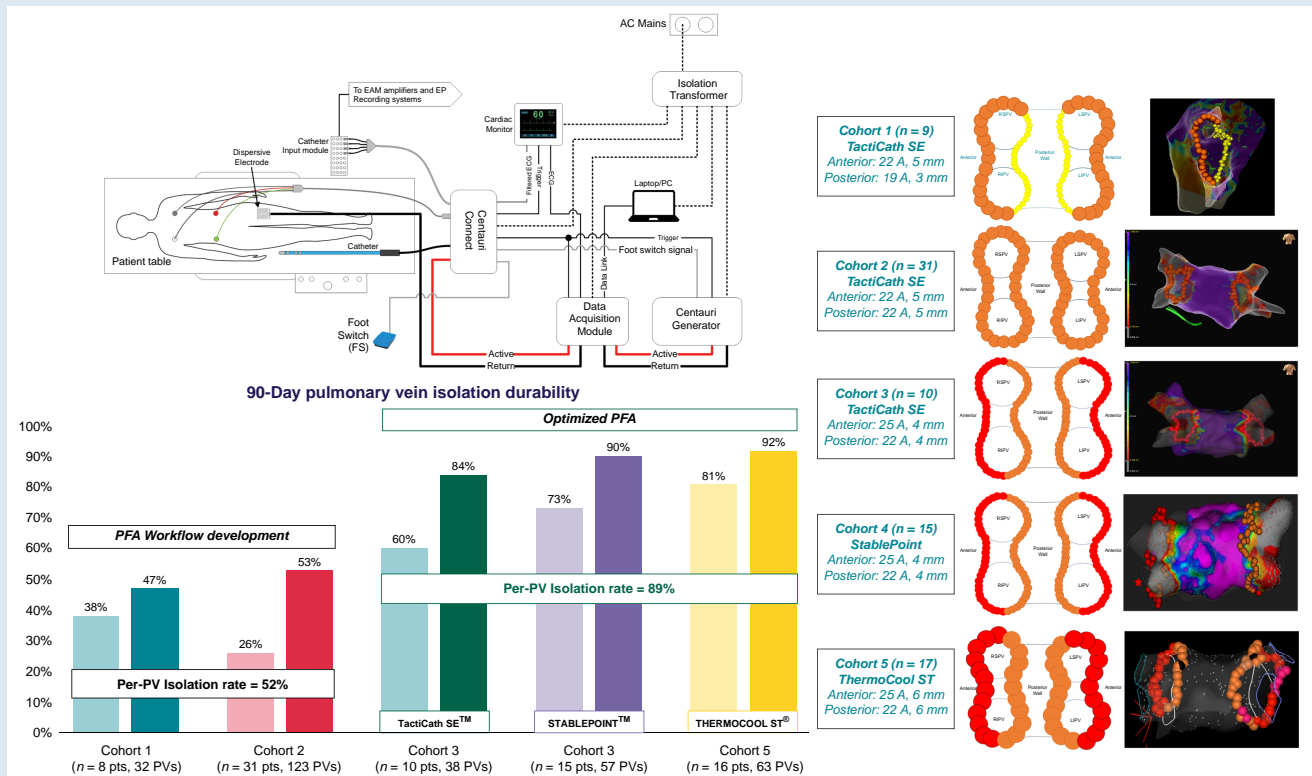 AC Mains
To EAM amplifiers and EP
Recording systems
Isolation
Transformer
Cardiac
Monitor
60
Catheter
Input module
Dispersive
Electrode
Filtered ECG
Trigger
ECG
Laptop/PC
Centauri
Connect
Trigger
Foot switch signal
Catheter
Patient table
Data Link
Foot
Switch
(FS)
Data
Acquisition
Module
Centauri
Generator
Active
Return
Active
Return
90-Day pulmonary vein isolation durability
100%
90%
80%
70%
60%
50%
40%
30%
20%
10%
0%
PFA Workflow development
Optimized PFA
38%
47%
26%
53%
60%
84%
73%
90%
81%
92%
Per-PV Isolation rate = 52%
Per-PV Isolation rate = 89%
TactiCath SE™
STABLEPOINT™
THERMOCOOL ST®
Cohort 1
(n = 8 pts, 32 PVs)
Cohort 2
(n = 31 pts, 123 PVs)
Cohort 3
(n = 10 pts, 38 PVs)
Cohort 3
(n = 15 pts, 57 PVs)
Cohort 5
(n = 16 pts, 63 PVs)
Cohort 1 (n = 9)
TactiCath SE
Anterior: 22 A, 5 mm
Posterior: 19 A, 3 mm
RSPV
LSPV
Anterior
Posterior
Wall
Anterior
RIPV
LIPV
Cohort 2 (n = 31)
TactiCath SE
Anterior: 22 A, 5 mm
Posterior: 22 A, 5 mm
RSPV
LSPV
Anterior
Posterior
Wall
Anterior
RIPV
LIPV
Cohort 3 (n = 10)
TactiCath SE
Anterior: 25 A, 4 mm
Posterior: 22 A, 4 mm
RSPV
LSPV
Anterior
Posterior
Wall
Anterior
RIPV
LIPV
Cohort 4 (n = 15)
StablePoint
Anterior: 25 A, 4 mm
Posterior: 22 A, 4 mm
RSPV
LSPV
Anterior
Posterior
Wall
Anterior
RIPV
LIPV
Cohort 5 (n = 17)
ThermoCool ST
Anterior: 25 A, 6 mm
Posterior: 22 A, 6 mm
RSPV
LSPV
Anterior
Posterior
Wall
Anterior
RIPV
LIPV